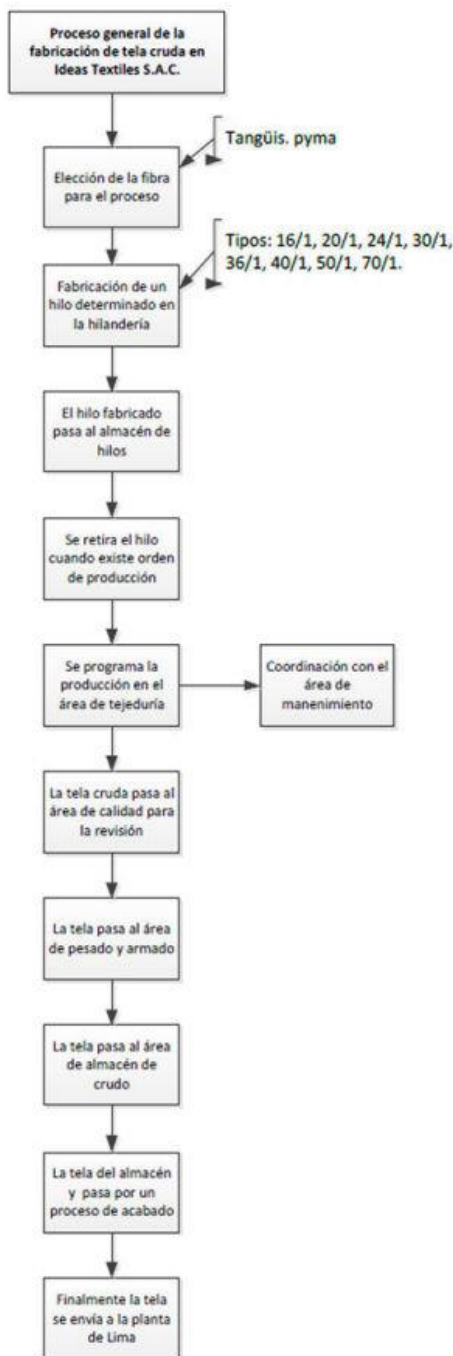 Proceso general de la
fabricación de tela cruda en
Ideas Textiles S.A.C.
Tangüis. pyma
Elección de la fibra
para el proceso
Tipos: 16/1, 20/1, 24/1, 30/1,
36/1, 40/1, 50/1, 70/1.
Fabricación de un
hilo determinado en
la hilandería
El hilo fabricado
pasa al almacén de
hilos
Se retira el hilo
cuando existe orden
de producción
Se programa la
producción en el
área de tejeduría
Coordinación con el
área de
manenimiento
La tela cruda pasa al
área de calidad para
la revisión
La tela pasa al área
de pesado y armado
La tela pasa al área
de almacén de
crudo
La tela del almacén
y pasa por un
proceso de acabado
Finalmente la tela
se envía a la planta
de Lima